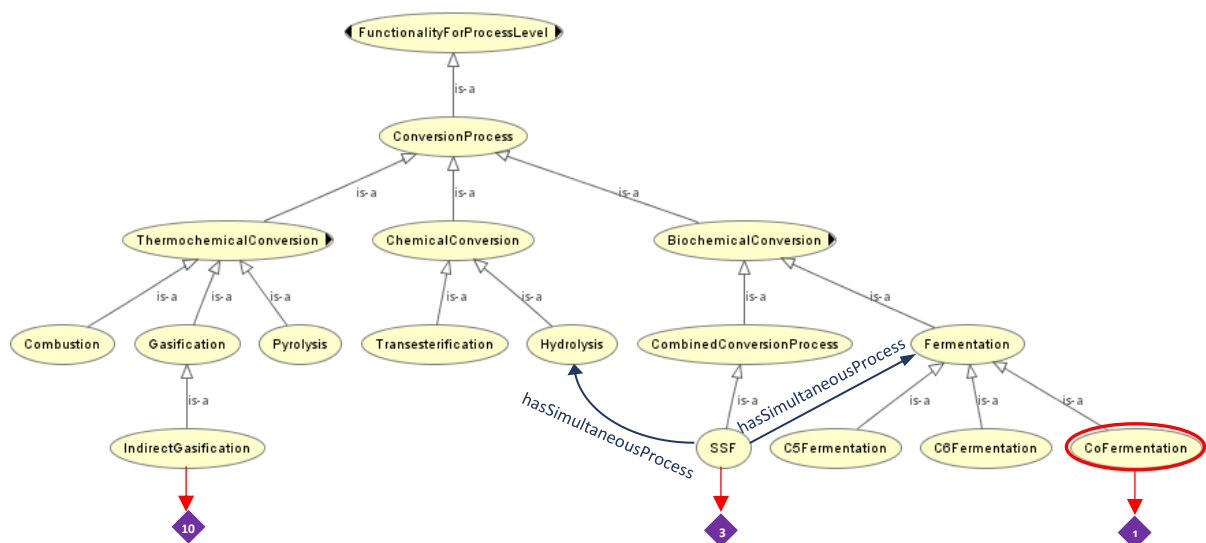 FunctionalityForProcessLevel
is-a
ConversionProcess
is-a
is-a
is-a
ThermochemicalConversion
ChemicalConversion
BiochemicalConversion
is-a
is-a
is-a
is-a
is-a
is-a
is-a
Combustion
Gasification
Pyrolysis
Transesterification
Hydrolysis
CombinedConversionProcess
Fermentation
hasSimultaneousProcess
hasSimultaneousProcess
is-a
is-a
is-a
is-a
is-a
IndirectGasification
SSF
C5Fermentation
C6Fermentation
CoFermentation
10
3
1